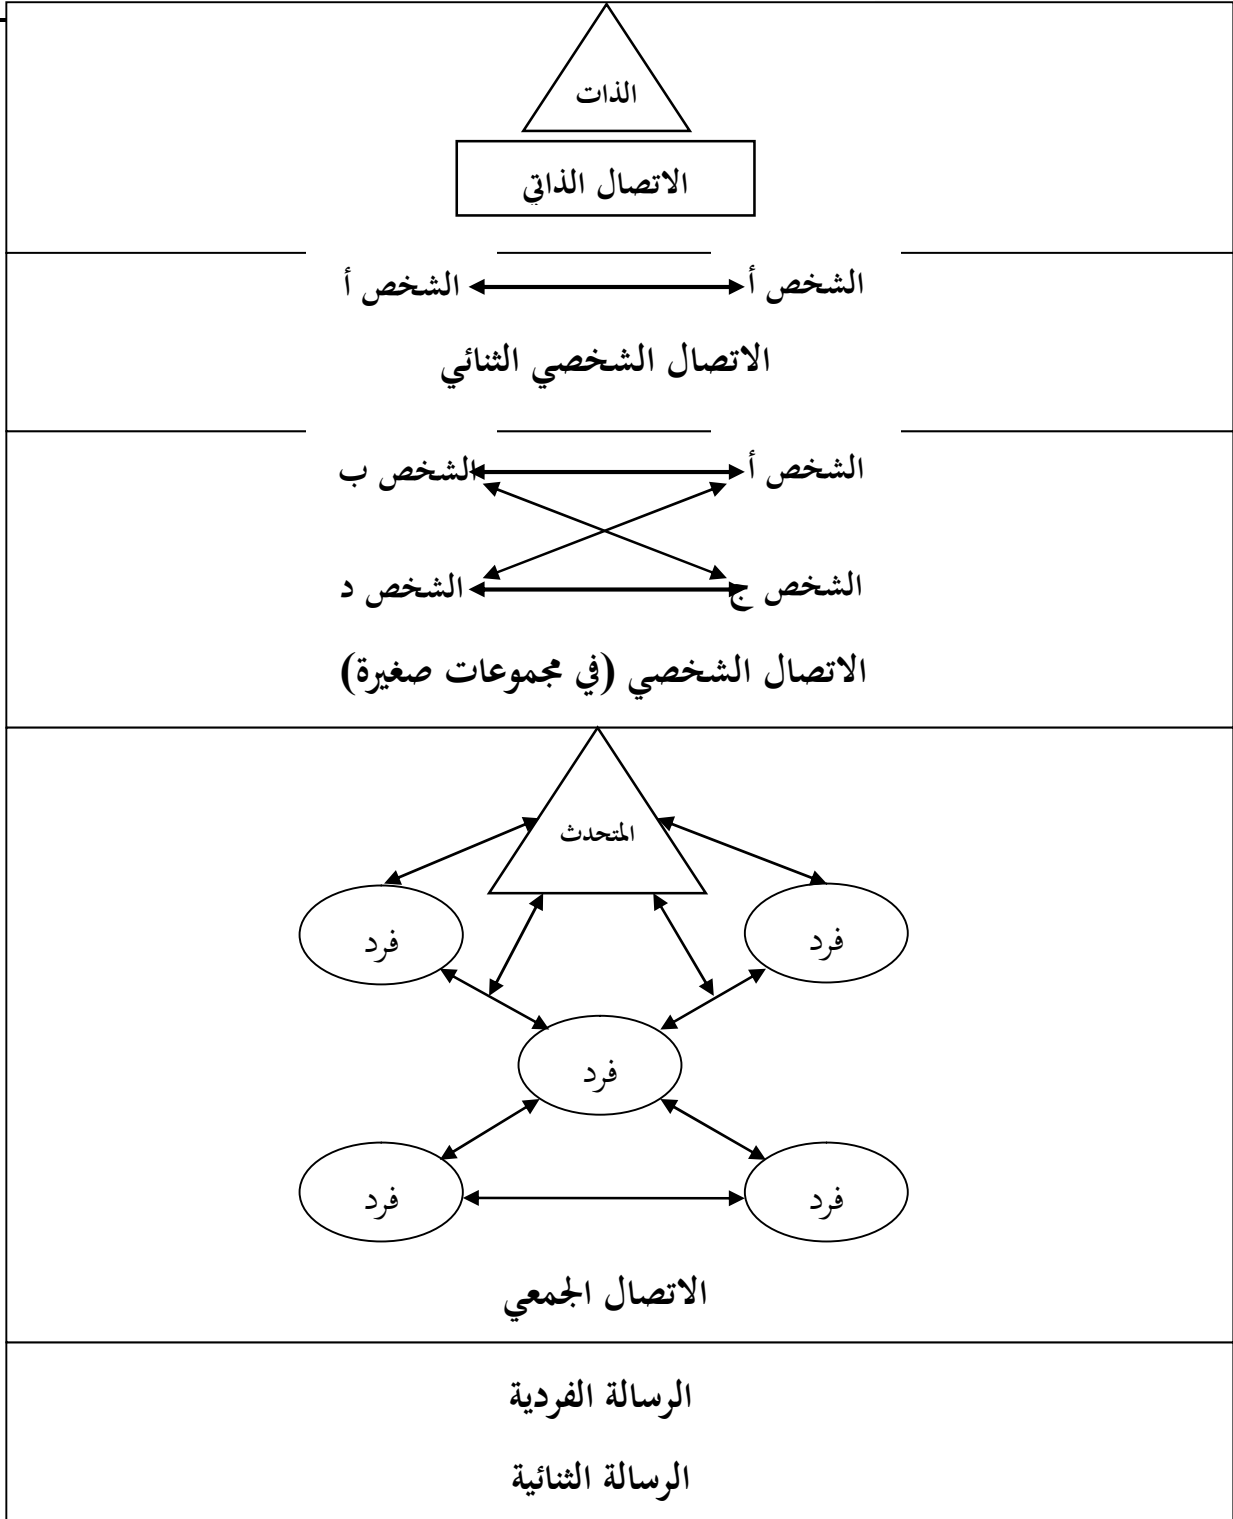 الذات
الاتصال الذاتي
الشخص أ الشخص أ
الاتصال الشخصي الثنائي
الشخص أ الشخص ب
الشخص ج الشخص د
الاتصال الشخصي (في مجموعات صغيرة)
المتحدث
فرد فرد
فرد
فرد فرد
الاتصال الجمعي
الرسالة الفردية
الرسالة الثنائية